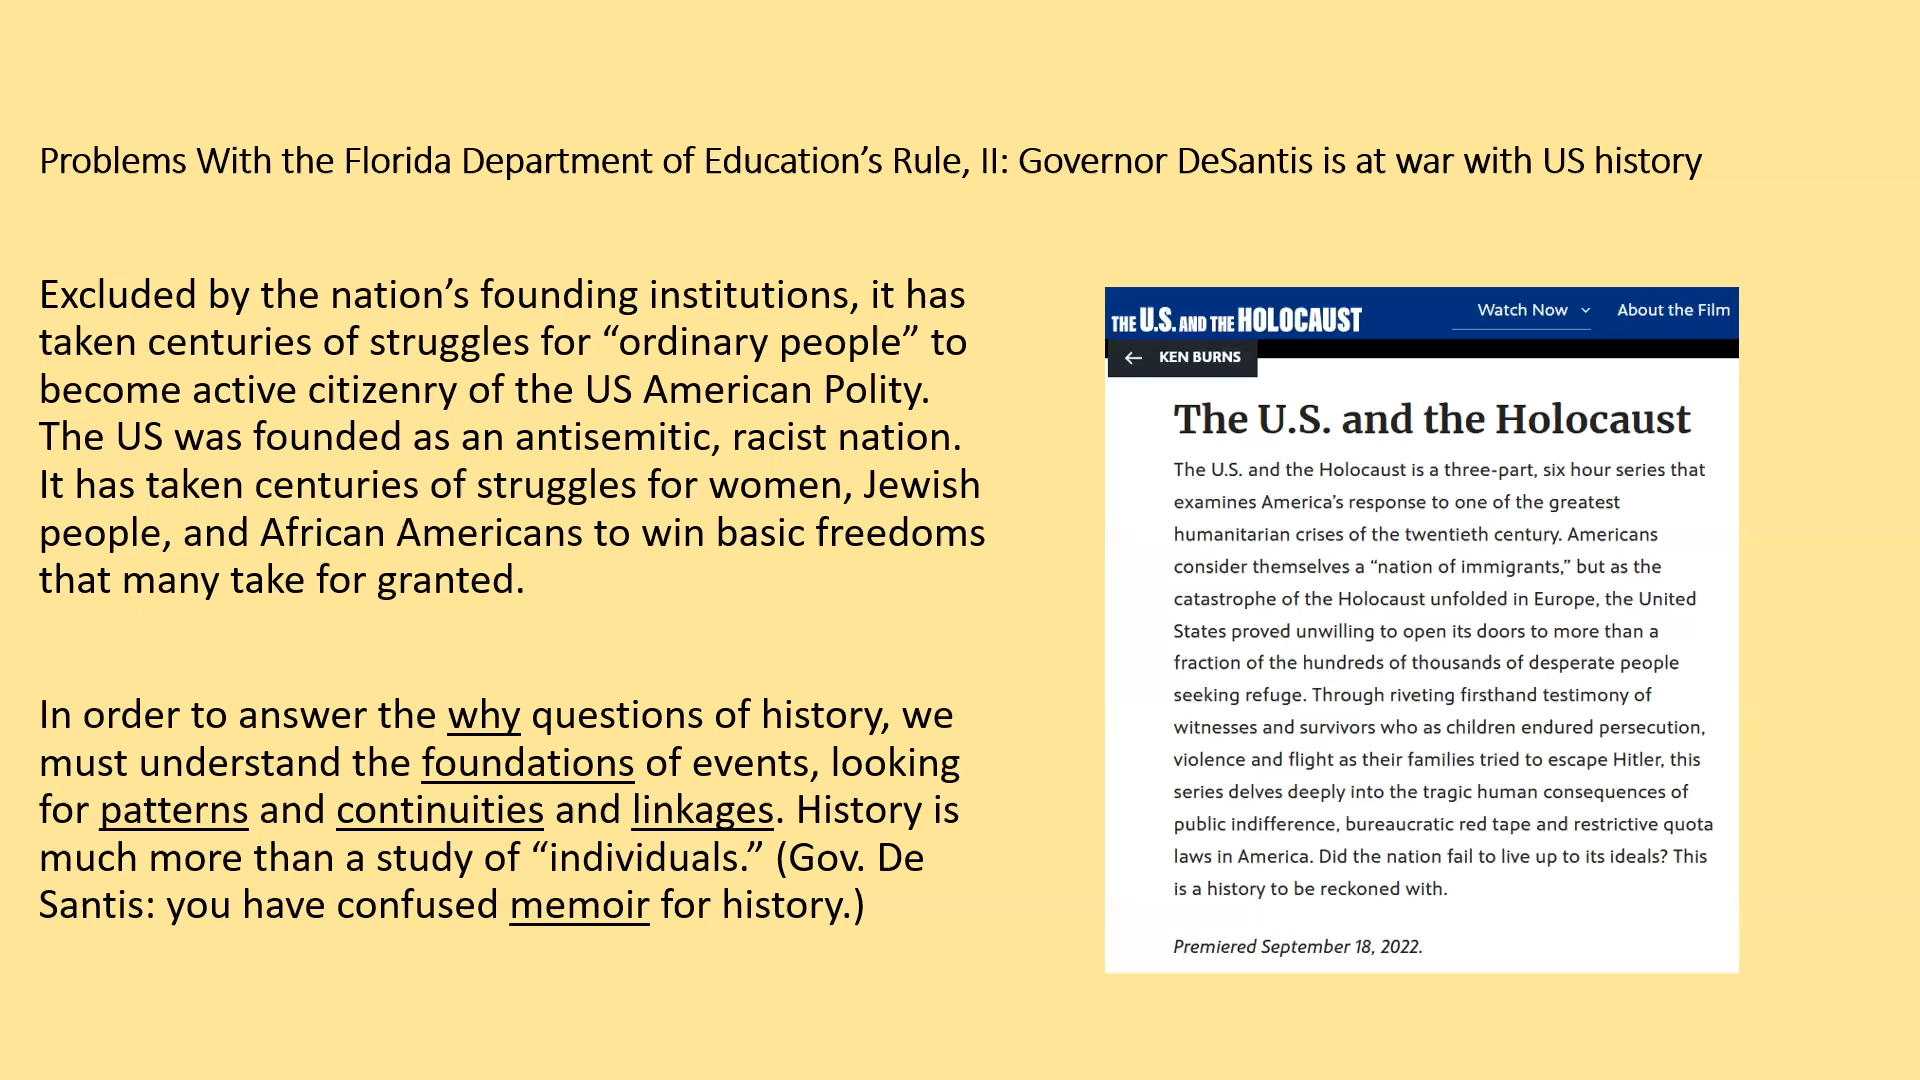 Problems With the Florida Department of Education’s Rule, II: Governor DeSantis is at war with US history
Excluded by the nation’s founding institutions, it has
taken centuries of struggles for “ordinary people” to
become active citizenry of the US American Polity.
The US was founded as an antisemitic, racist nation.
It has taken centuries of struggles for women, Jewish
people, and African Americans to win basic freedoms
that many take for granted.
In order to answer the why questions of history, we
must understand the foundations of events, looking
for patterns and continuities and linkages. History is
much more than a study of “individuals.” (Gov. De
Santis: you have confused memoir for history.)
THE U.S. AND THE HOLOCAUST
Watch Now
About the Film
← KEN BURNS
The U.S. and the Holocaust
The U.S. and the Holocaust is a three-part, six hour series that
examines America’s response to one of the greatest
humanitarian crises of the twentieth century. Americans
consider themselves a “nation of immigrants,” but as the
catastrophe of the Holocaust unfolded in Europe, the United
States proved unwilling to open its doors to more than a
fraction of the hundreds of thousands of desperate people
seeking refuge. Through riveting firsthand testimony of
witnesses and survivors who as children endured persecution,
violence and flight as their families tried to escape Hitler, this
series delves deeply into the tragic human consequences of
public indifference, bureaucratic red tape and restrictive quota
laws in America. Did the nation fail to live up to its ideals? This
is a history to be reckoned with.
Premiered September 18, 2022.